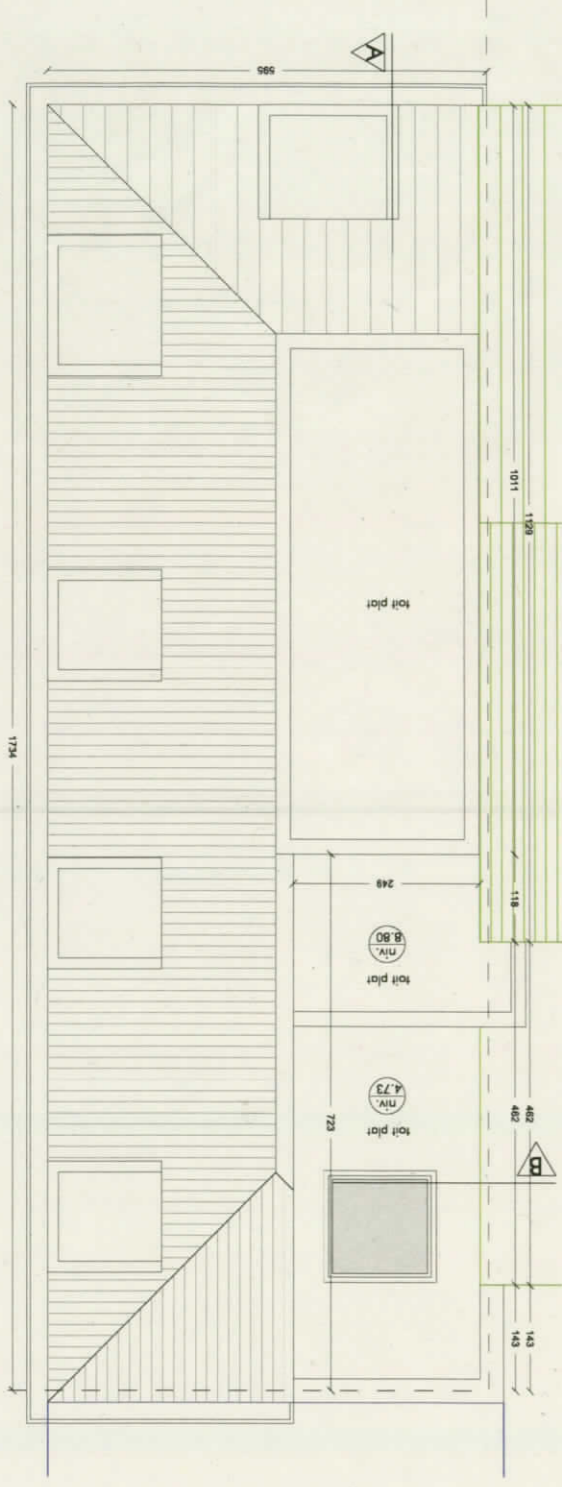 A
595
1129
1011
toit plat
1734
249
118
niv.
8.80
toit plat
niv.
4.73
toit plat
723
462
462
B
143
143